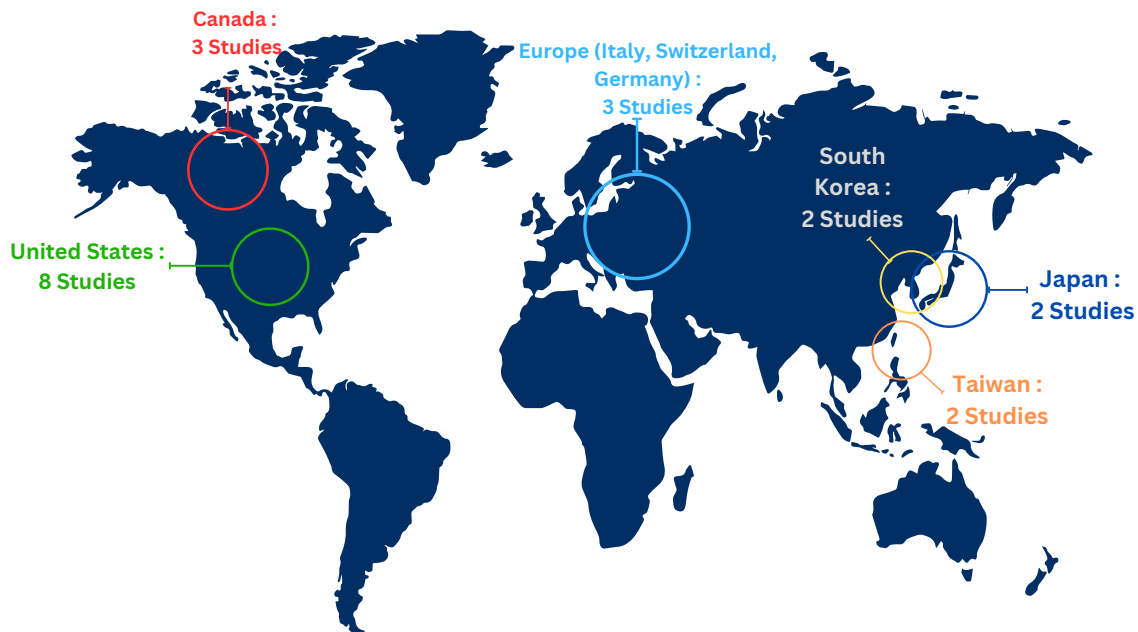 Canada :
3 Studies
Europe (Italy, Switzerland,
Germany) :
3 Studies
South
Korea :
2 Studies
United States :
8 Studies
Japan :
2 Studies
Taiwan :
2 Studies